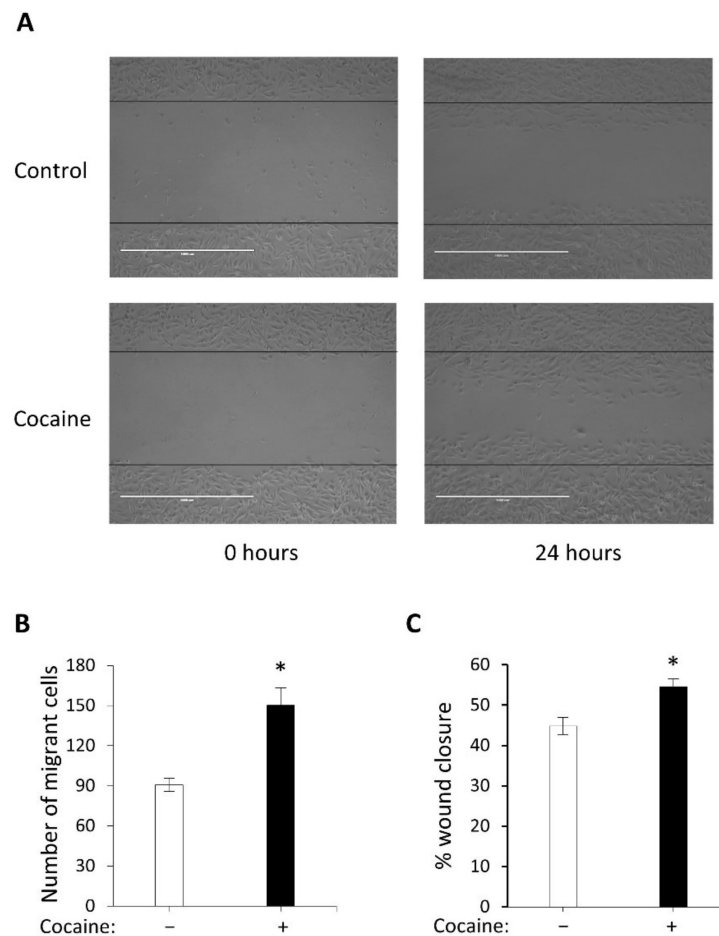 A
Control
Cocaine
0 hours
24 hours
B
Number of migrant cells
180
150
120
90
60
30
0
Cocaine: − +
*
C
% wound closure
60
50
40
30
20
10
0
Cocaine: − +
*